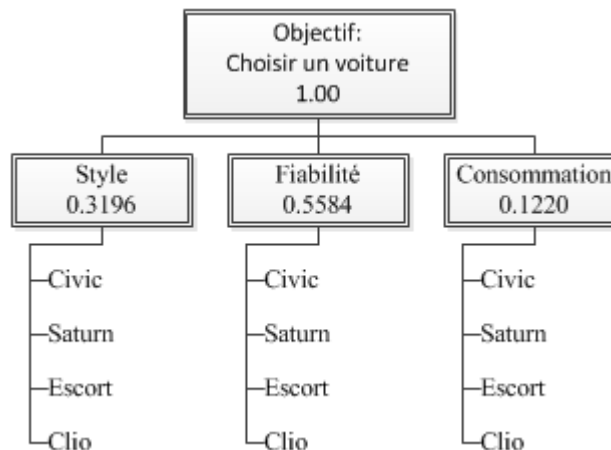 Objectif:
Choisir un voiture
1.00
Style
0.3196
Civic
Saturn
Escort
Clio
Fiabilité
0.5584
Civic
Saturn
Escort
Clio
Consommation
0.1220
Civic
Saturn
Escort
Clio